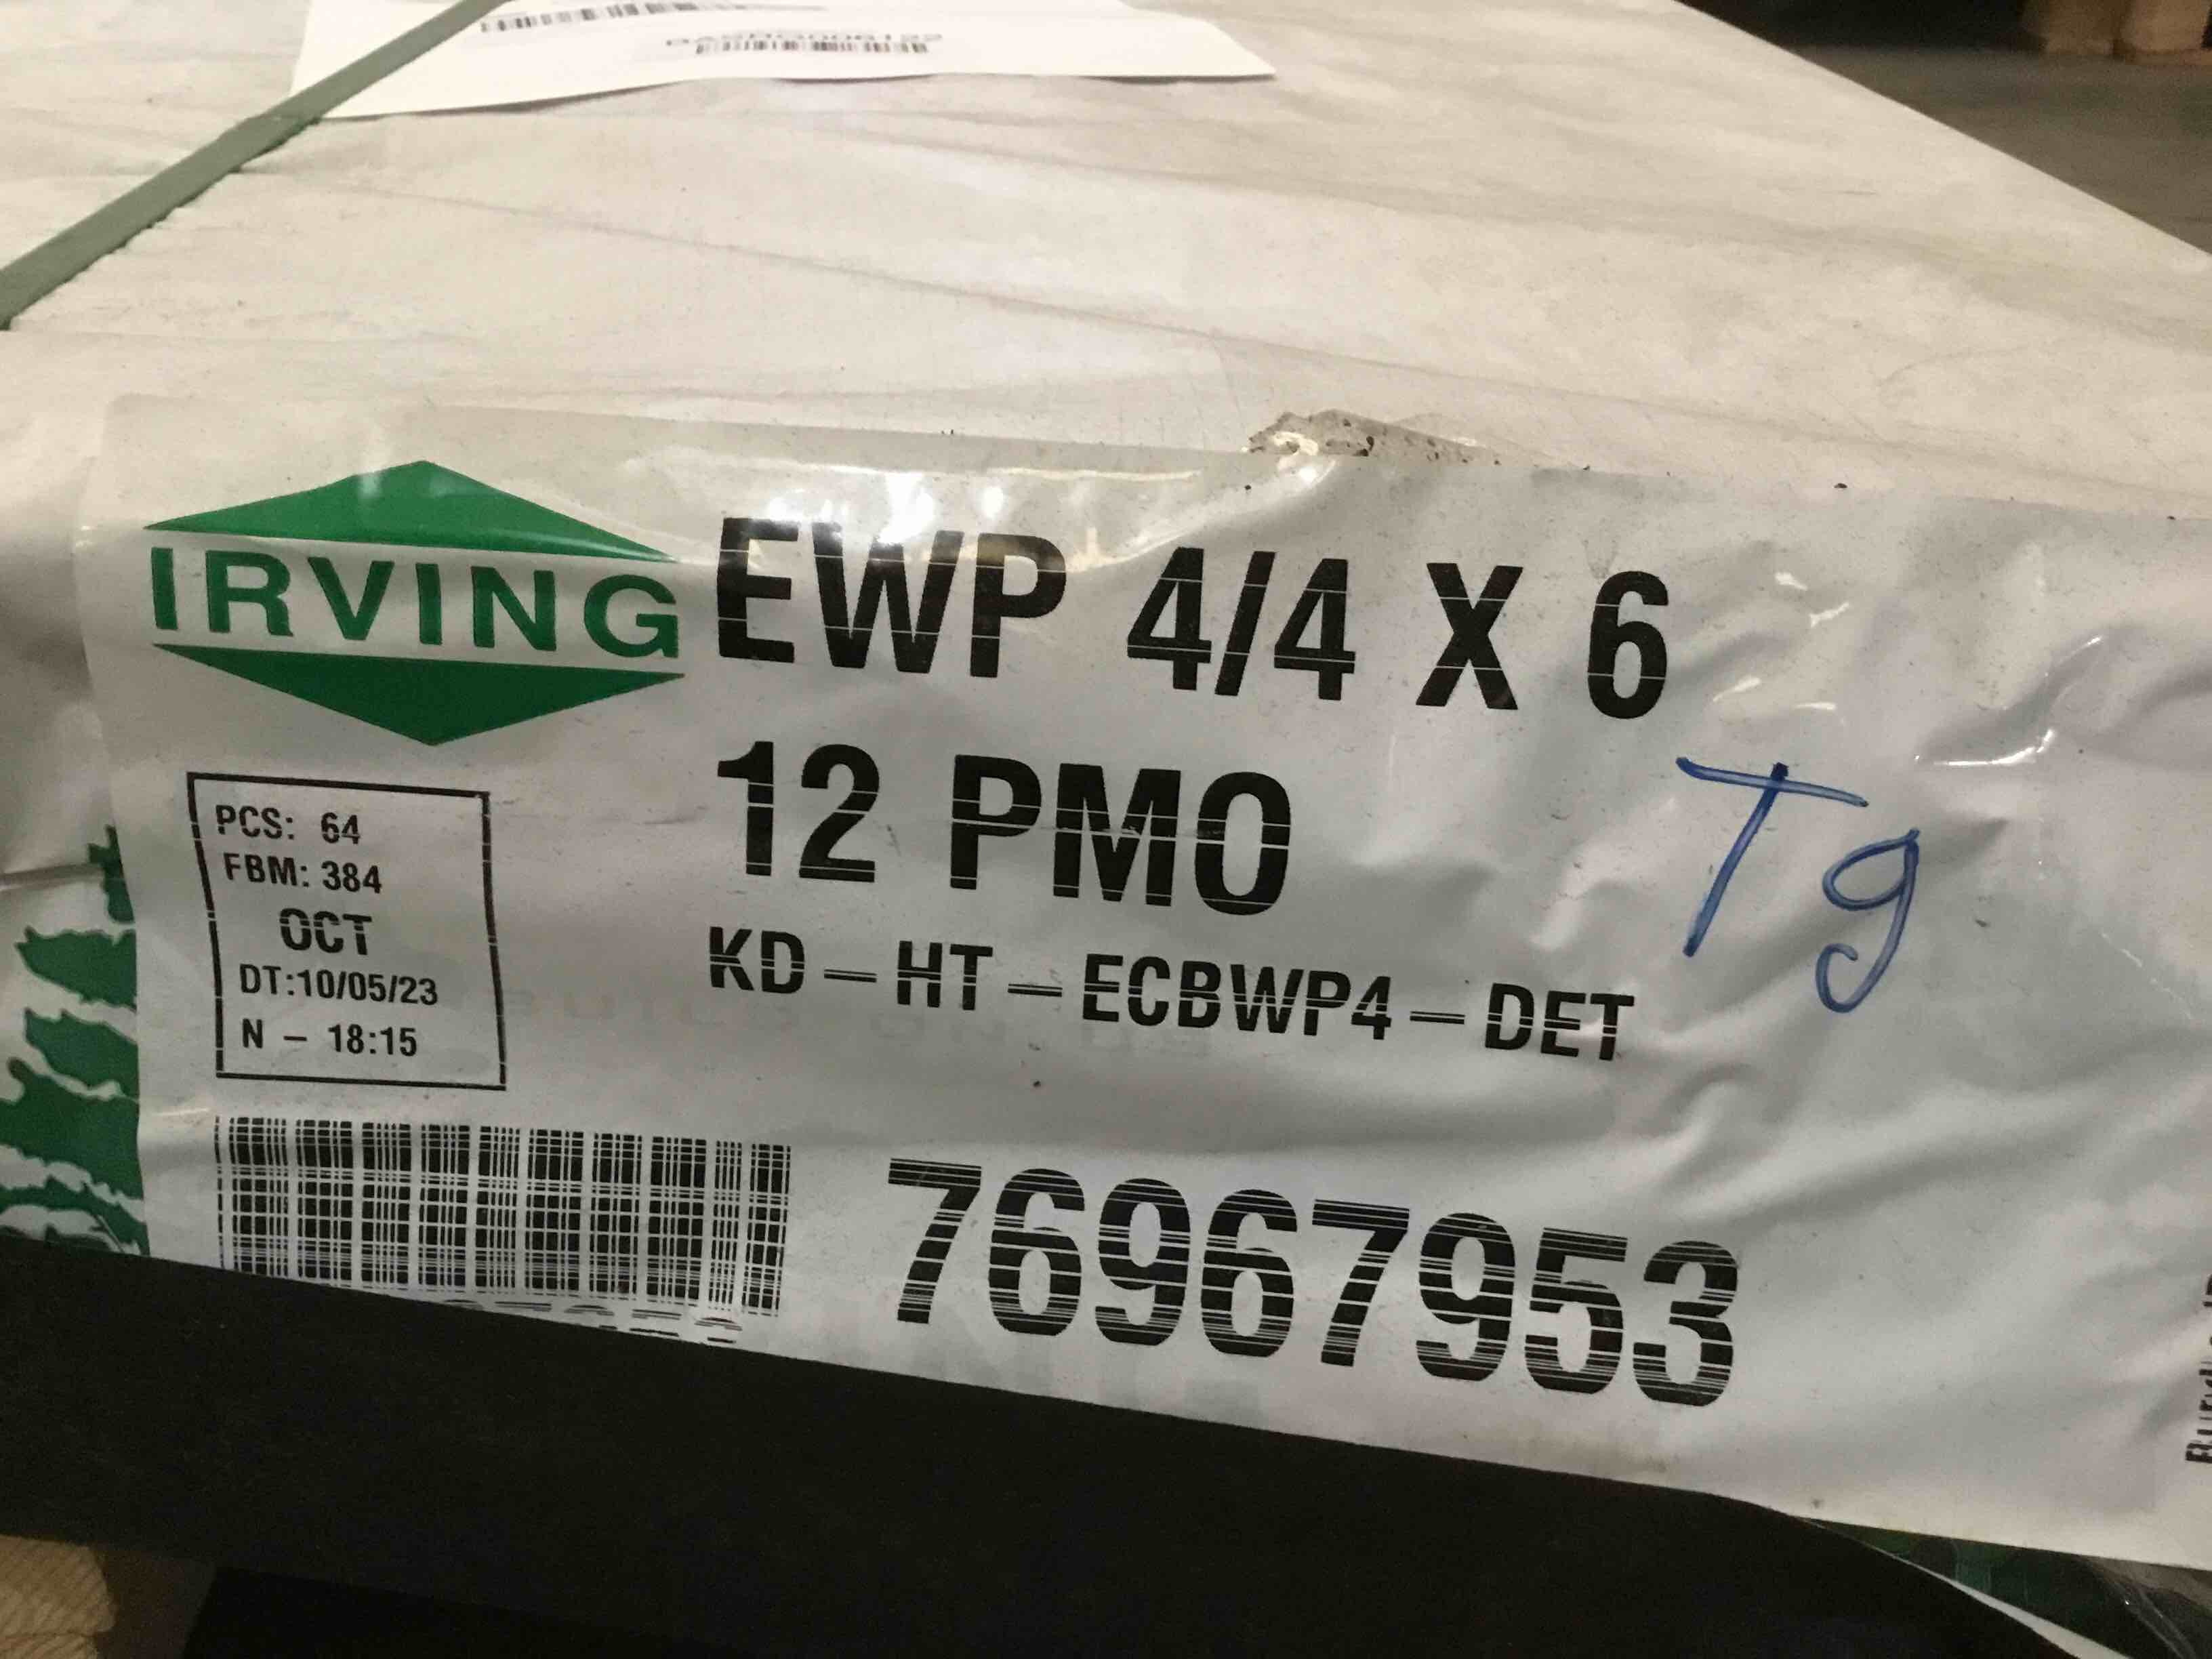 IRVING
EWP 4/4 X 6
12 PMO
KD - HT - ECBWP4 - DET
Tg
PCS: 64
FBM: 384
OCT
DT:10/05/23
N - 18:15
76967953